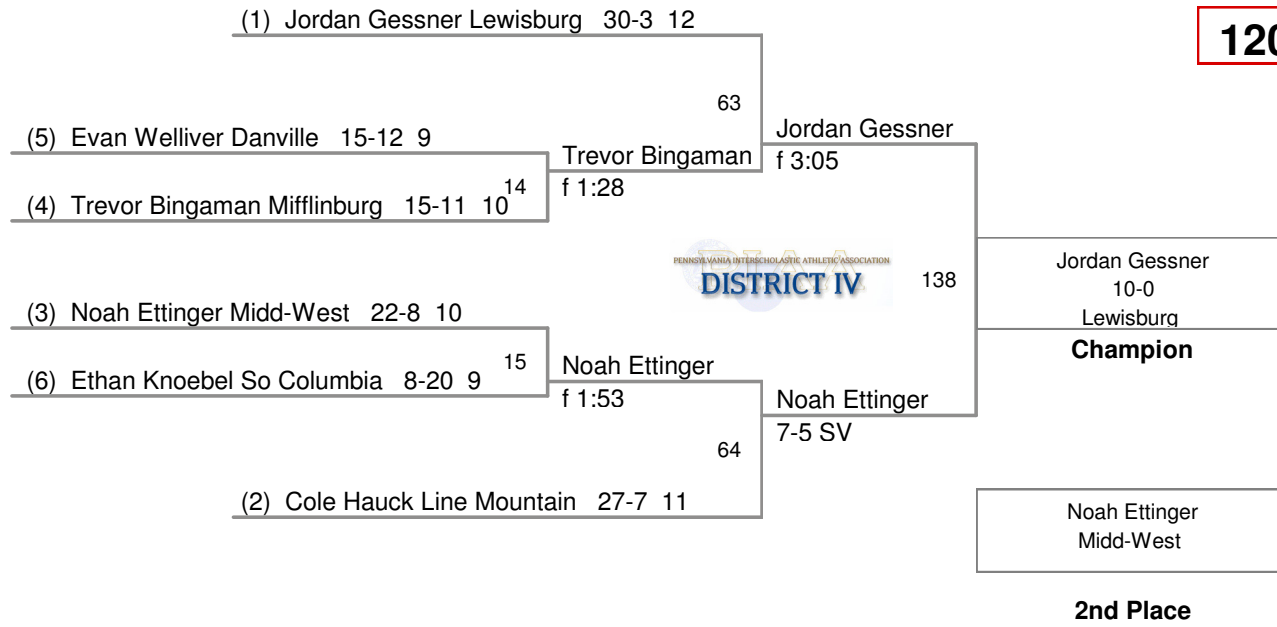 (1) Jordan Gessner Lewisburg 30-3 12
120
63
(5) Evan Welliver Danville 15-12 9
Jordan Gessner
f 3:05
Trevor Bingaman
f 1:28
14
(4) Trevor Bingaman Mifflinburg 15-11 10
PENNSYLVANIA INTERSCHOLASTIC ATHLETIC ASSOCIATION
PIAA
DISTRICT IV
138
Jordan Gessner
10-0
Lewisburg
Champion
(3) Noah Ettinger Midd-West 22-8 10
15
Noah Ettinger
f 1:53
(6) Ethan Knoebel So Columbia 8-20 9
Noah Ettinger
7-5 SV
64
(2) Cole Hauck Line Mountain 27-7 11
Noah Ettinger
Midd-West
2nd Place